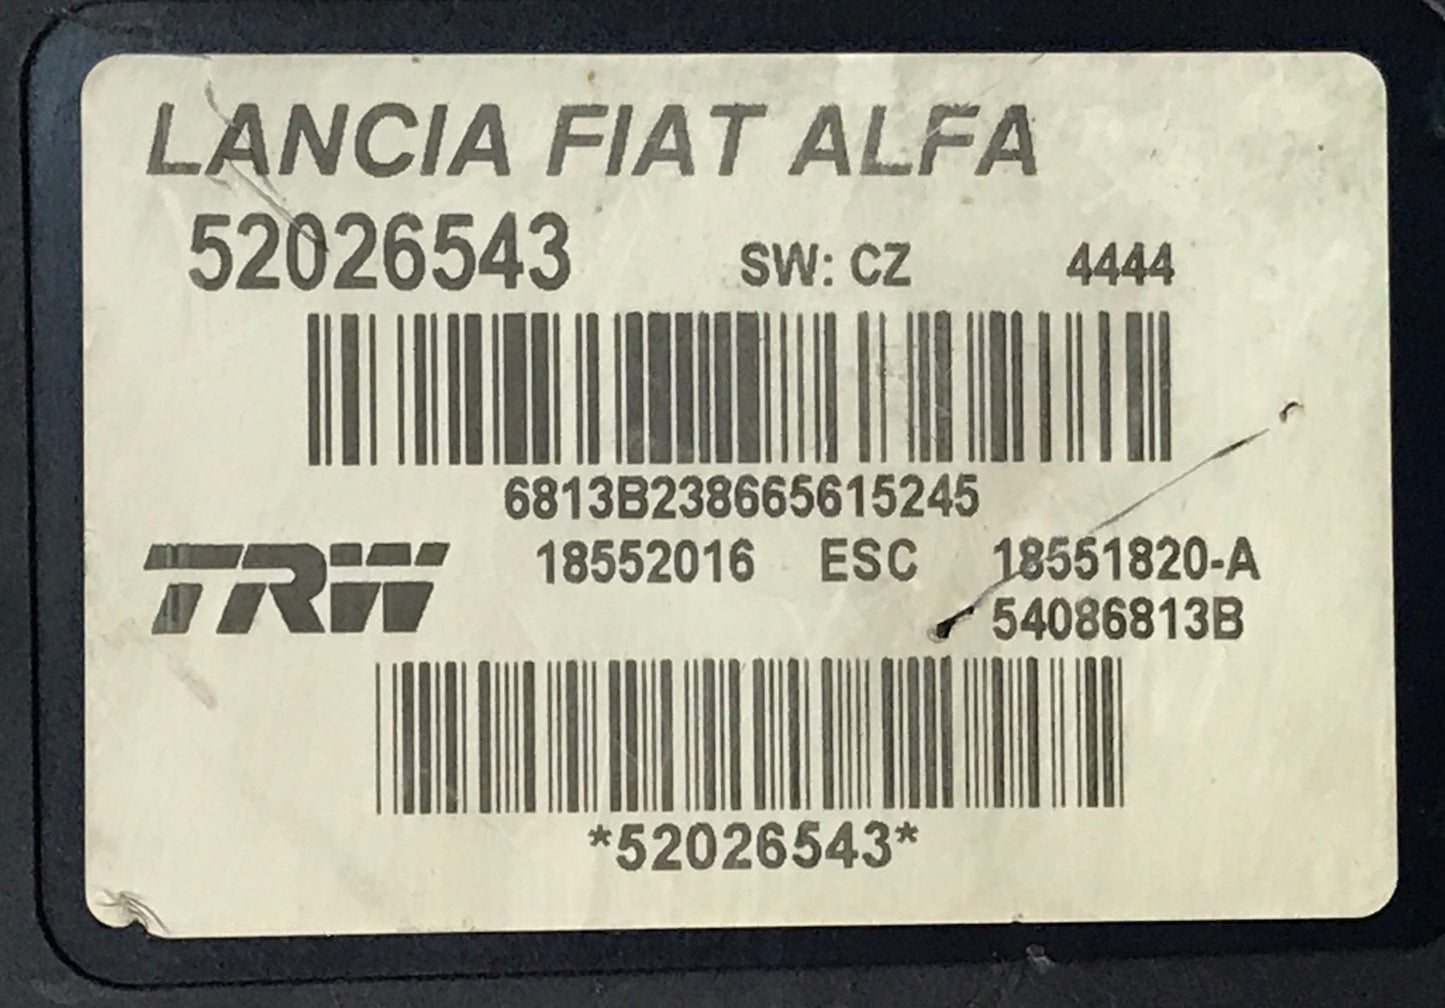 LANCIA FIAT ALFA
52026543 SW: CZ 4444
6813B238665615245
TRW 18552016 ESC 18551820-A
54086813B
*52026543*